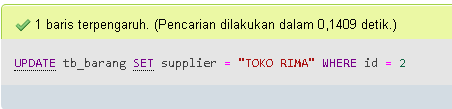 1 baris terpengaruh. (Pencarian dilakukan dalam 0,1409 detik.)
UPDATE tb_barang SET supplier = "TOKO RIMA" WHERE id = 2